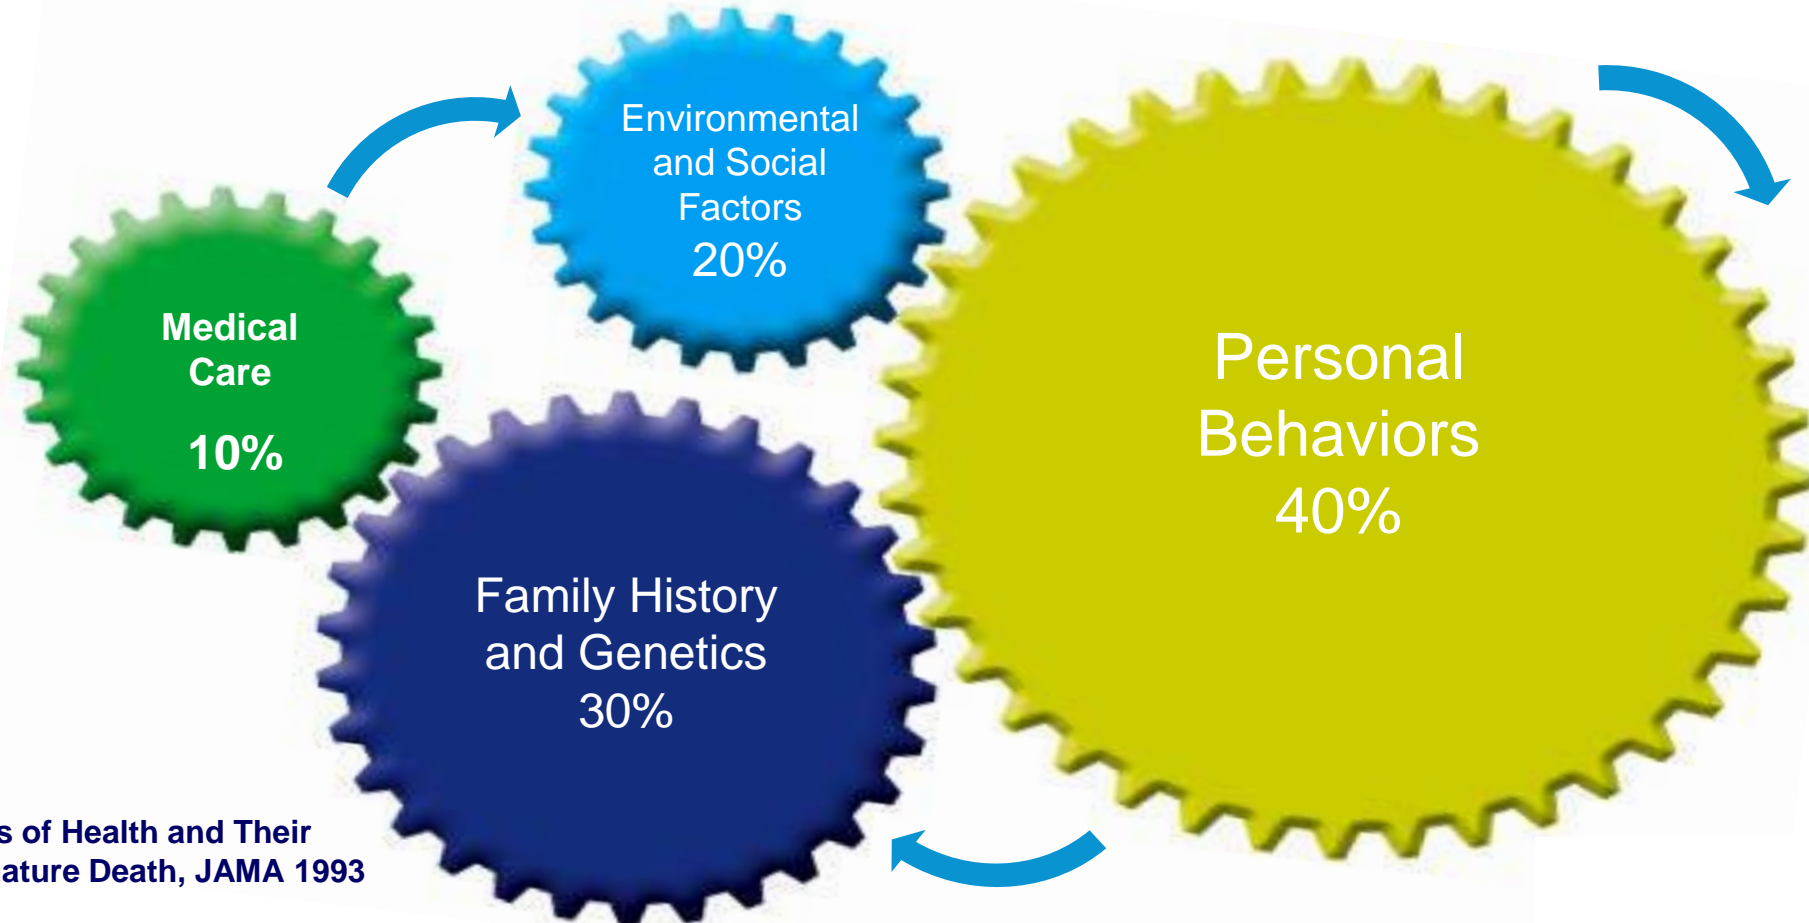 Environmental
and Social
Factors
20%
Medical
Care
10%
Personal
Behaviors
40%
Family History
and Genetics
30%
of Health and Their
Death, JAMA 1993